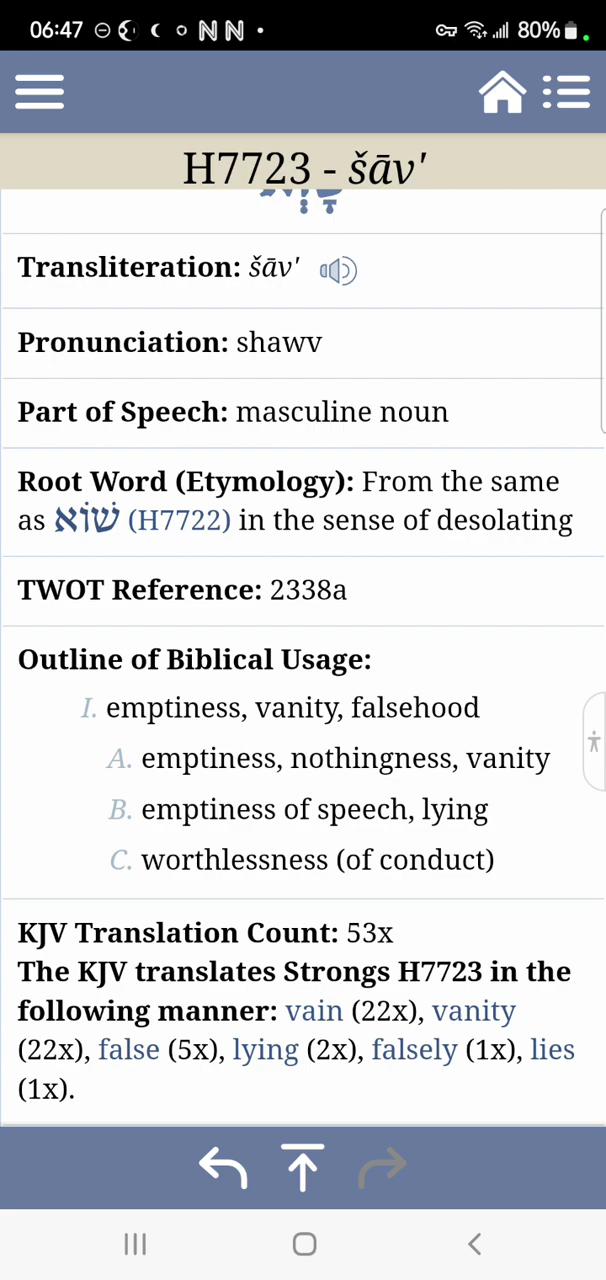 06:47 N N 80%
H7723 - šāv'
Transliteration: šāv'
Pronunciation: shawv
Part of Speech: masculine noun
Root Word (Etymology): From the same
as שׁוֹא (H7722) in the sense of desolating
TWOT Reference: 2338a
Outline of Biblical Usage:
I. emptiness, vanity, falsehood
A. emptiness, nothingness, vanity
B. emptiness of speech, lying
C. worthlessness (of conduct)
KJV Translation Count: 53x
The KJV translates Strongs H7723 in the
following manner: vain (22x), vanity
(22x), false (5x), lying (2x), falsely (1x), lies
(1x).